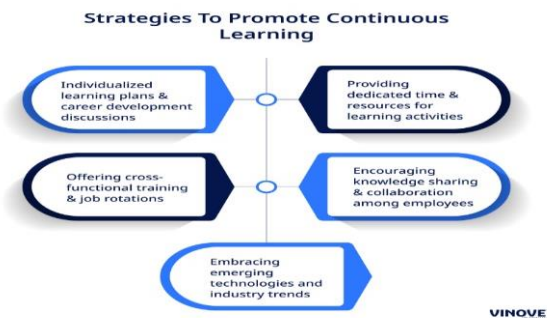 Strategies To Promote Continuous
Learning
Individualized
learning plans &
career development
discussions
Providing
dedicated time &
resources for
learning activities
Offering cross-
functional training
& job rotations
Encouraging
knowledge sharing
& collaboration
among employees
Embracing
emerging
technologies and
industry trends
VINOVE